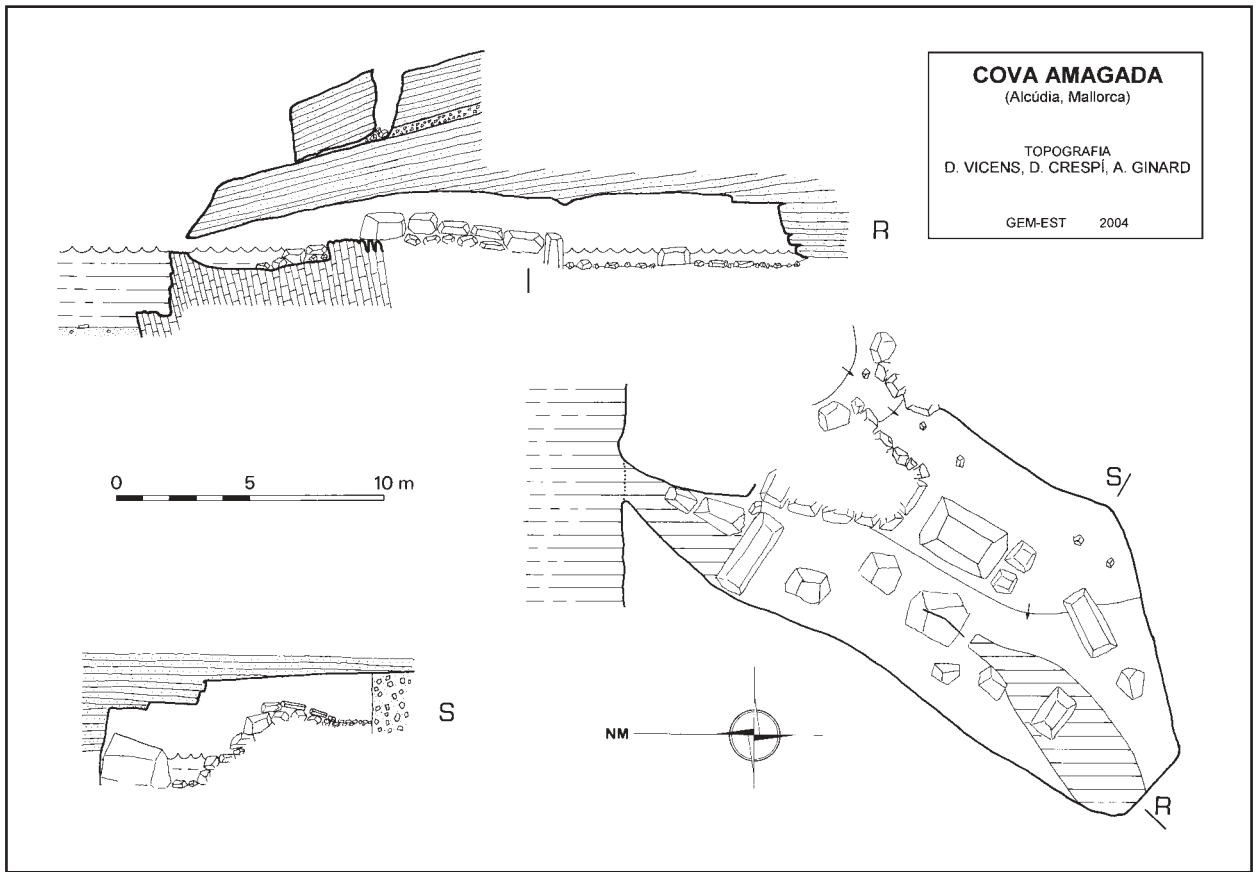 COVA AMAGADA
(Alcúdia, Mallorca)
TOPOGRAFIA
D. VICENS, D. CRESPÍ, A. GINARD
GEM-EST 2004
R
0 5 10 m
S
R
S
NM